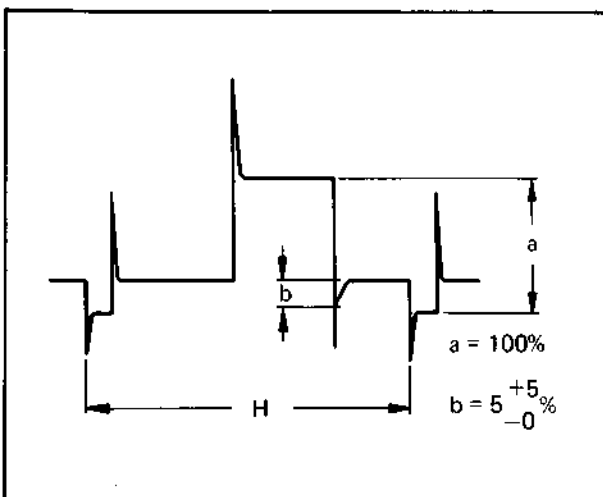 a
b
a = 100%
H
b = 5 +5 −0 %